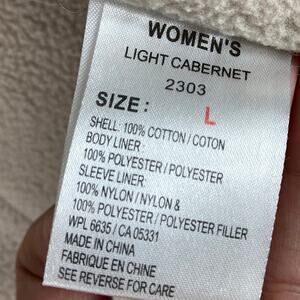 WOMEN'S
LIGHT CABERNET
2303
SIZE: L
SHELL: 100% COTTON / COTON
BODY LINER:
100% POLYESTER / POLYESTER
SLEEVE LINER:
100% NYLON / NYLON &
100% POLYESTER / POLYESTER FILLER
WPL 6635 / CA 05331
MADE IN CHINA
FABRIQUE EN CHINE
SEE REVERSE FOR CARE